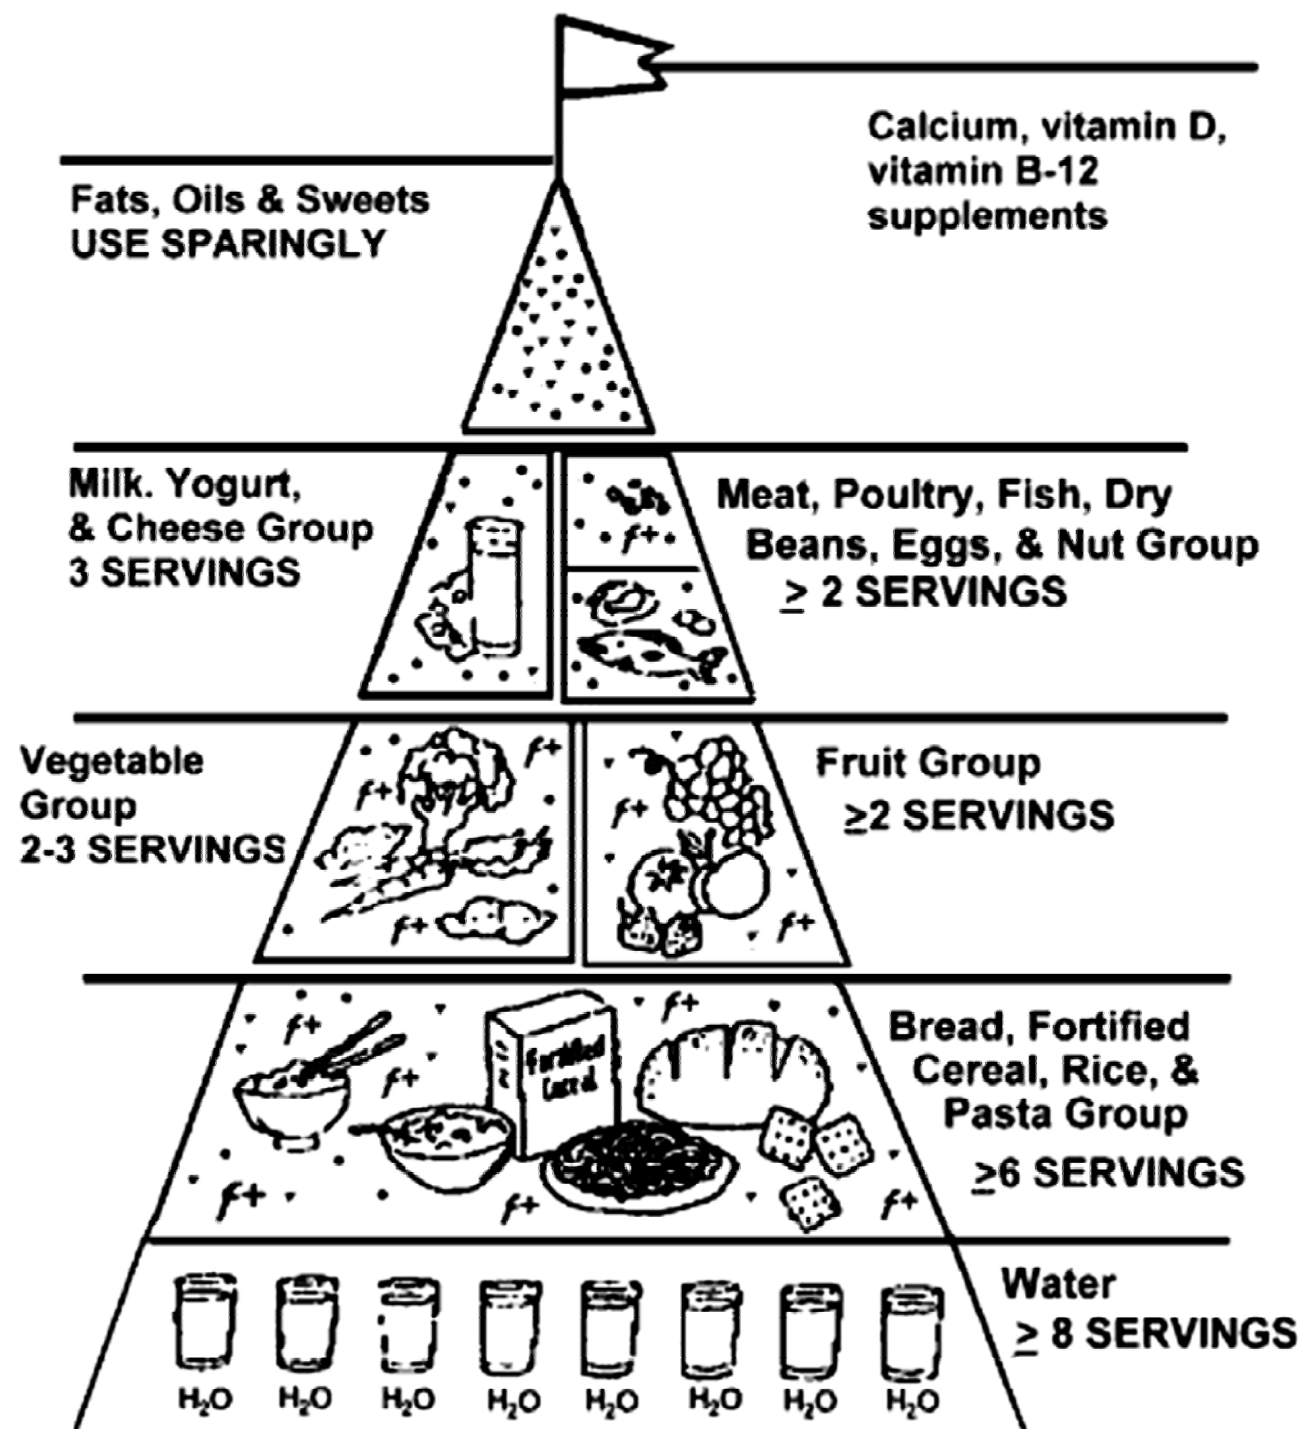 Calcium, vitamin D,
vitamin B-12
supplements
Fats, Oils & Sweets
USE SPARINGLY
Milk. Yogurt,
& Cheese Group
3 SERVINGS
Meat, Poultry, Fish, Dry
Beans, Eggs, & Nut Group
≥ 2 SERVINGS
f+
Vegetable
Group
2-3 SERVINGS
f+
f+
f+
Fruit Group
≥2 SERVINGS
f+
f+
Bread, Fortified
Cereal, Rice, &
Pasta Group
≥6 SERVINGS
f+
f+
f+
Fortified
Cereal
f+
f+
f+
Water
≥ 8 SERVINGS
H₂O H₂O H₂O H₂O H₂O H₂O H₂O H₂O